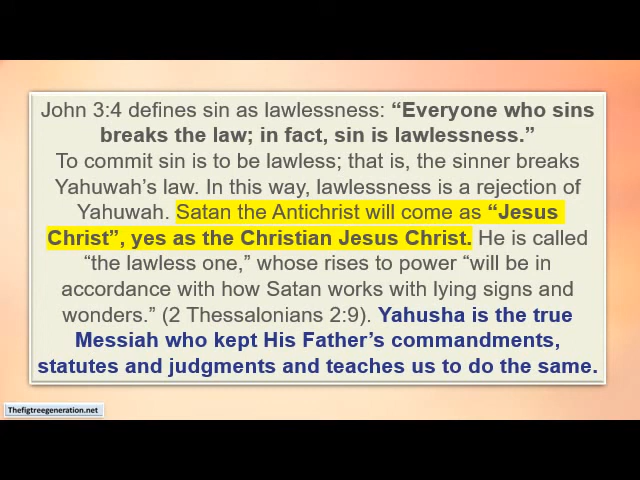 John 3:4 defines sin as lawlessness: “Everyone who sins
breaks the law; in fact, sin is lawlessness.”
To commit sin is to be lawless; that is, the sinner breaks
Yahuwah’s law. In this way, lawlessness is a rejection of
Yahuwah. Satan the Antichrist will come as “Jesus
Christ”, yes as the Christian Jesus Christ. He is called
“the lawless one,” whose rises to power “will be in
accordance with how Satan works with lying signs and
wonders.” (2 Thessalonians 2:9). Yahusha is the true
Messiah who kept His Father’s commandments,
statutes and judgments and teaches us to do the same.
Thefigtreegeneration.net